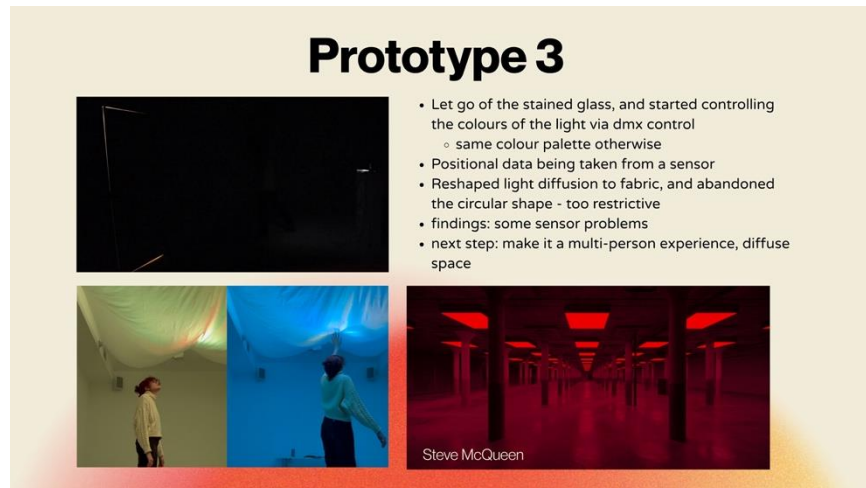 Prototype 3
• Let go of the stained glass, and started controlling
the colours of the light via dmx control
◦ same colour palette otherwise
• Positional data being taken from a sensor
• Reshaped light diffusion to fabric, and abandoned
the circular shape - too restrictive
• findings: some sensor problems
• next step: make it a multi-person experience, diffuse
space
Steve McQueen